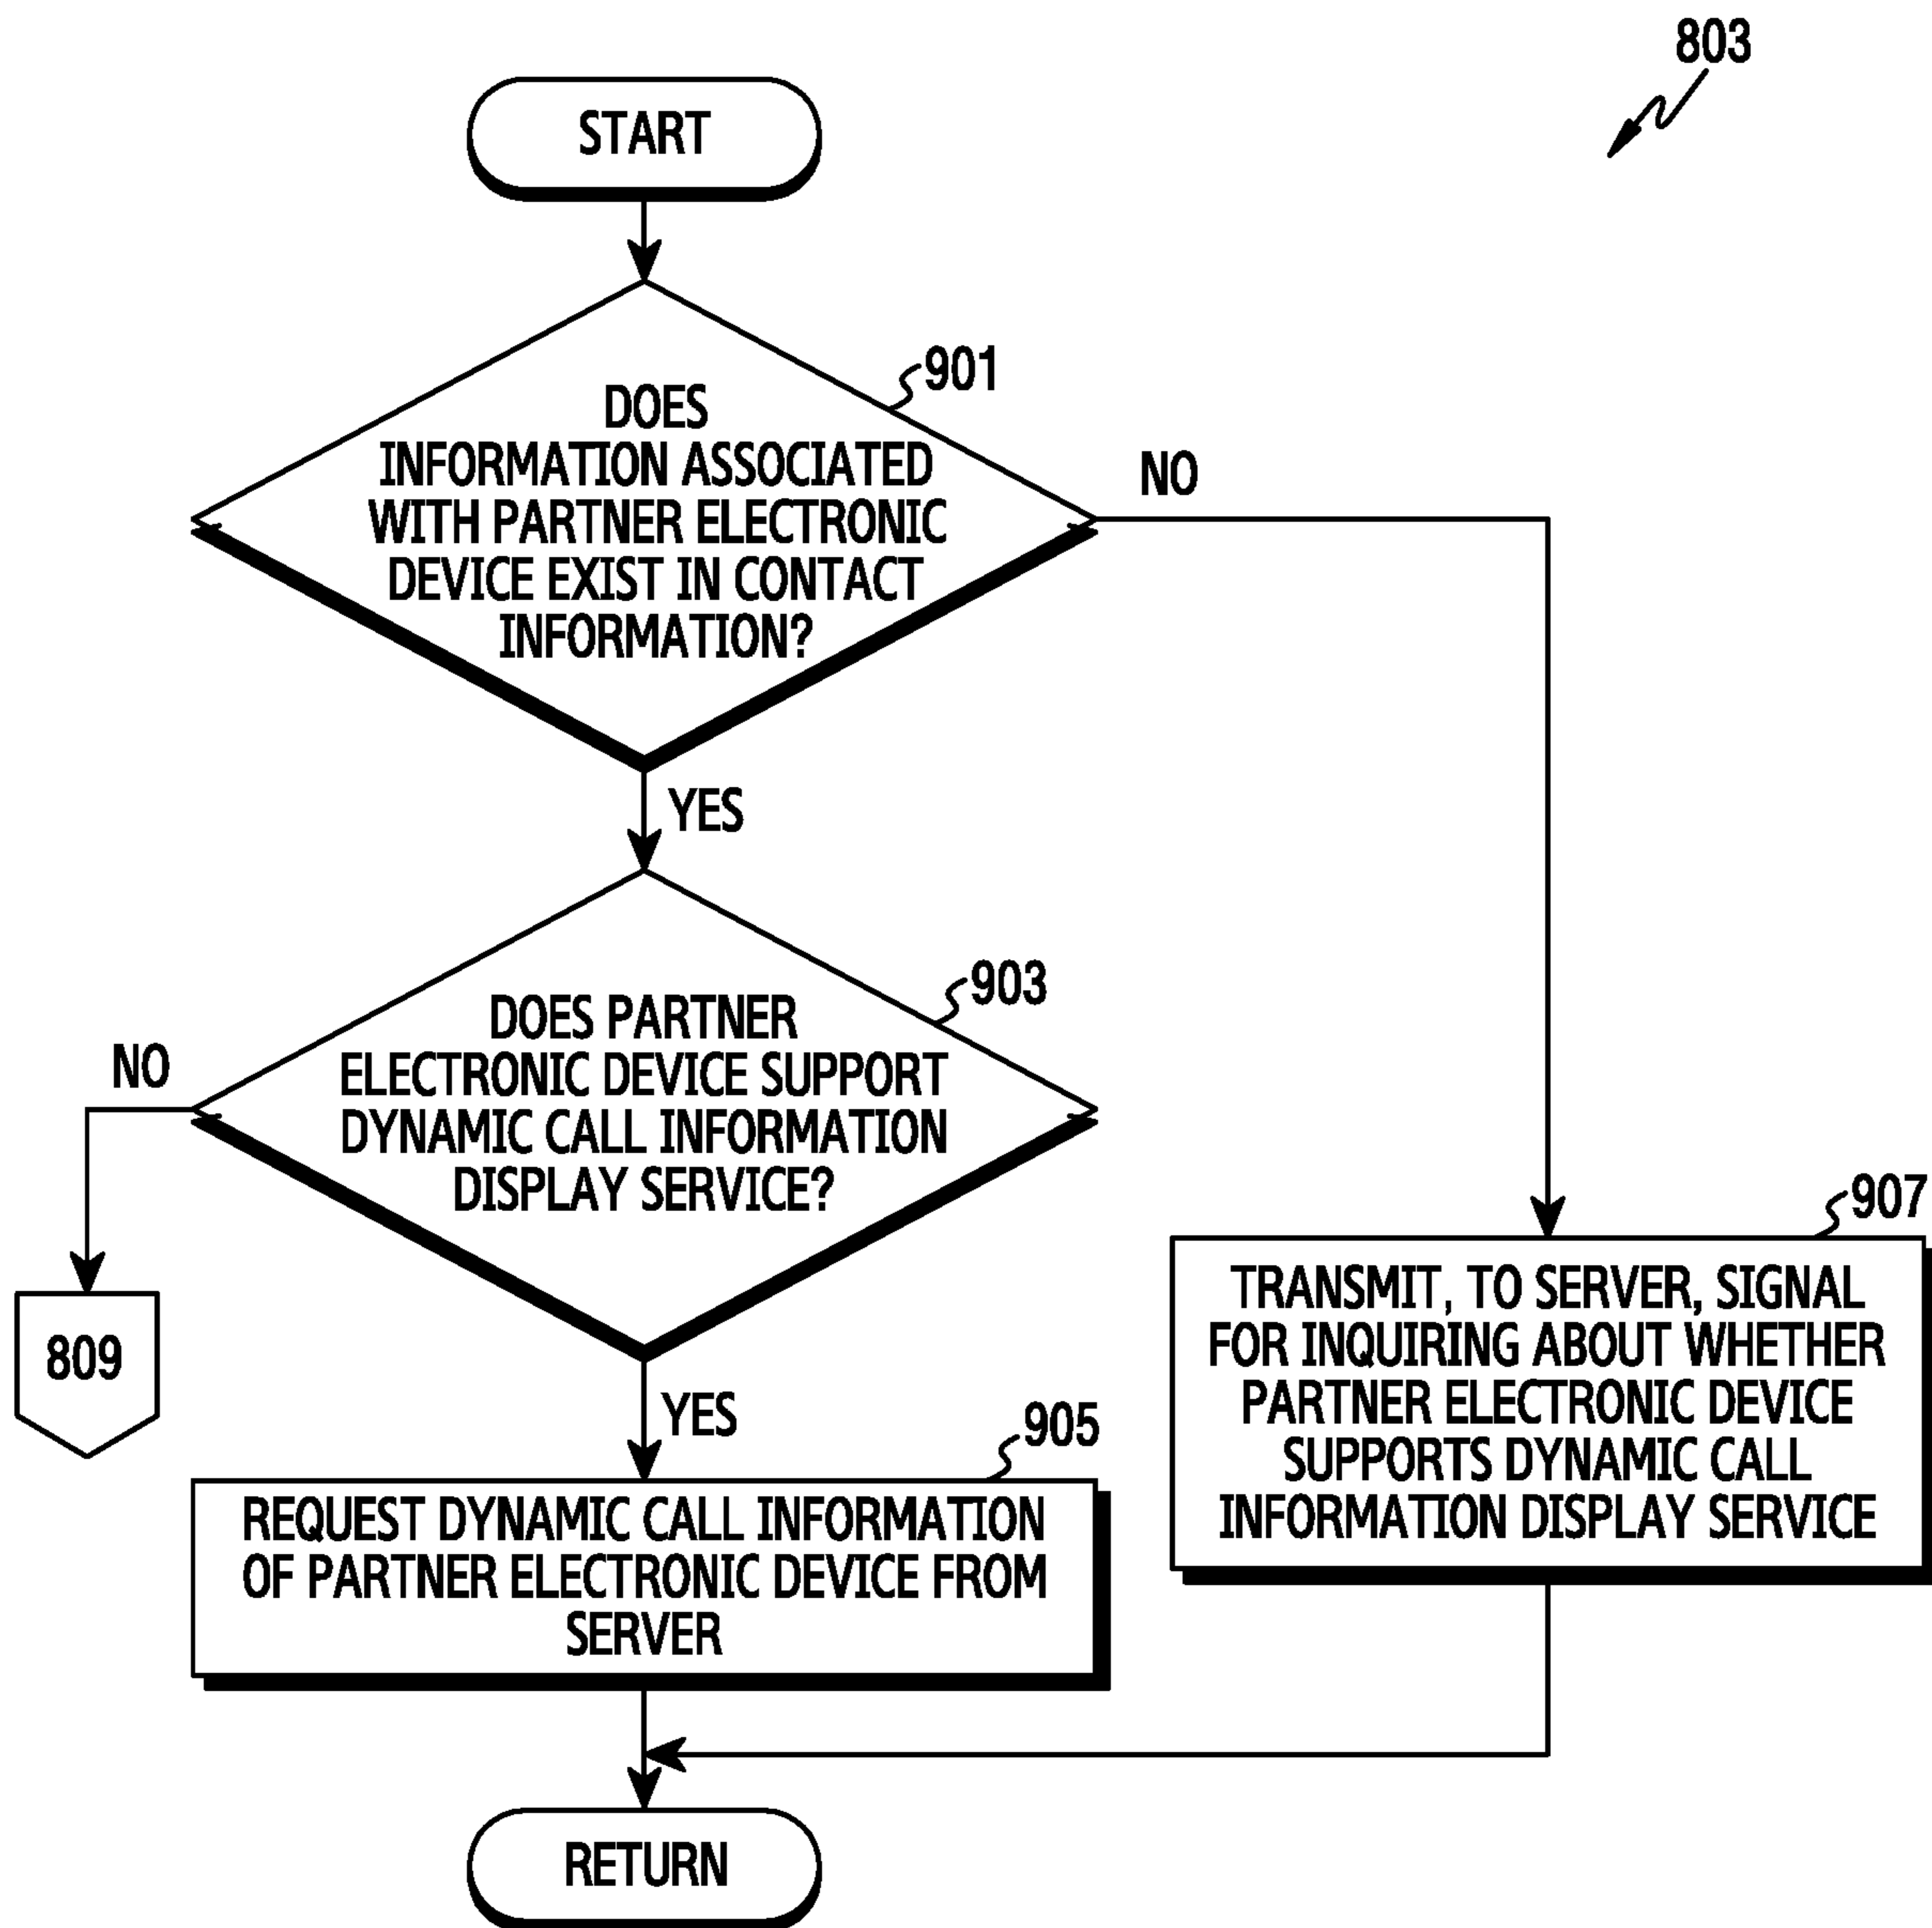 803
START
901
DOES
INFORMATION ASSOCIATED
WITH PARTNER ELECTRONIC
DEVICE EXIST IN CONTACT
INFORMATION?
NO
YES
903
DOES PARTNER
ELECTRONIC DEVICE SUPPORT
DYNAMIC CALL INFORMATION
DISPLAY SERVICE?
NO
809
YES
905
REQUEST DYNAMIC CALL INFORMATION
OF PARTNER ELECTRONIC DEVICE FROM
SERVER
907
TRANSMIT, TO SERVER, SIGNAL
FOR INQUIRING ABOUT WHETHER
PARTNER ELECTRONIC DEVICE
SUPPORTS DYNAMIC CALL
INFORMATION DISPLAY SERVICE
RETURN